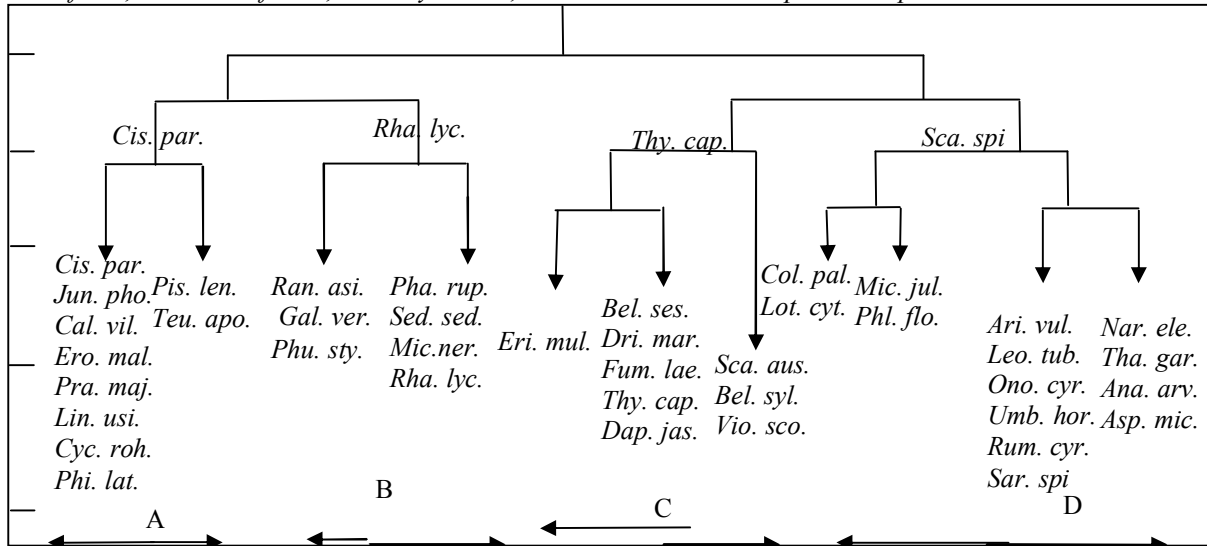 Cis. par.
Rha. lyc.
Thy. cap.
Sca. spi
Cis. par.
Jun. pho.
Cal. vil.
Ero. mal.
Pra. maj.
Lin. usi.
Cyc. roh.
Phi. lat.
Pis. len.
Teu. apo.
Ran. asi.
Gal. ver.
Phu. sty.
Pha. rup.
Sed. sed.
Mic.ner.
Rha. lyc.
Eri. mul.
Bel. ses.
Dri. mar.
Fum. lae.
Thy. cap.
Dap. jas.
Sca. aus.
Bel. syl.
Vio. sco.
Col. pal.
Lot. cyt.
Mic. jul.
Phl. flo.
Ari. vul.
Leo. tub.
Ono. cyr.
Umb. hor.
Rum. cyr.
Sar. spi
Nar. ele.
Tha. gar.
Ana. arv.
Asp. mic.
A
B
C
D